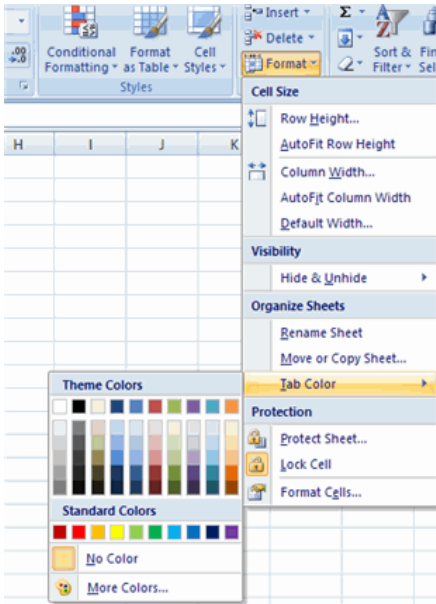 Insert
Σ
Delete
.00
.0
Conditional Formatting
Format as Table
Cell Styles
Format
Sort & Filter
Styles
Cell Size
Row Height...
AutoFit Row Height
H I J K
Column Width...
AutoFit Column Width
Default Width...
Visibility
Hide & Unhide
Organize Sheets
Rename Sheet
Move or Copy Sheet...
Tab Color
Protection
Protect Sheet...
Lock Cell
Format Cells...
Theme Colors
Standard Colors
No Color
More Colors...